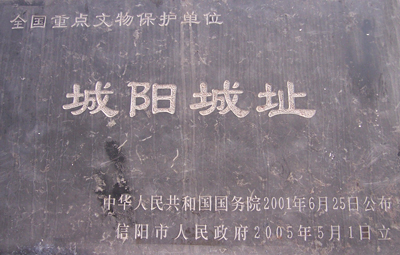 全国重点文物保护单位
城阳城址
中华人民共和国国务院2001年6月25日公布
信阳市人民政府2005年5月1日立